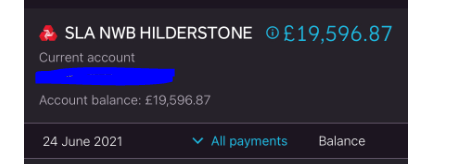 SLA NWB HILDERSTONE £19,596.87
Current account
Account balance: £19,596.87
24 June 2021 All payments Balance